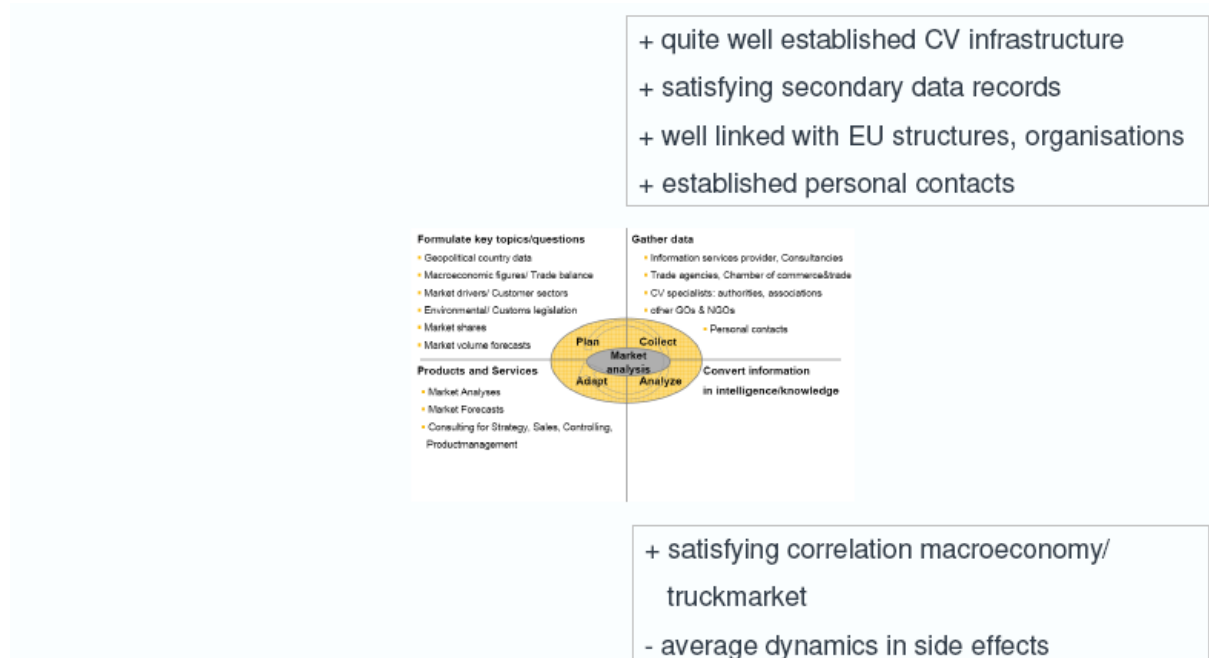 + quite well established CV infrastructure
+ satisfying secondary data records
+ well linked with EU structures, organisations
+ established personal contacts
Formulate key topics/questions
Geopolitical country data
Macroeconomic figures/ Trade balance
Market drivers/ Customer sectors
Environmental/ Customs legislation
Market shares
Market volume forecasts
Gather data
Information services provider, Consultancies
Trade agencies, Chamber of commerce&trade
CV specialists: authorities, associations
other GOs & NGOs
Personal contacts
Plan
Collect
Market
analysis
Adapt
Analyze
Products and Services
Market Analyses
Market Forecasts
Consulting for Strategy, Sales, Controlling,
Productmanagement
Convert information
in intelligence/knowledge
+ satisfying correlation macroeconomy/
truckmarket
- average dynamics in side effects